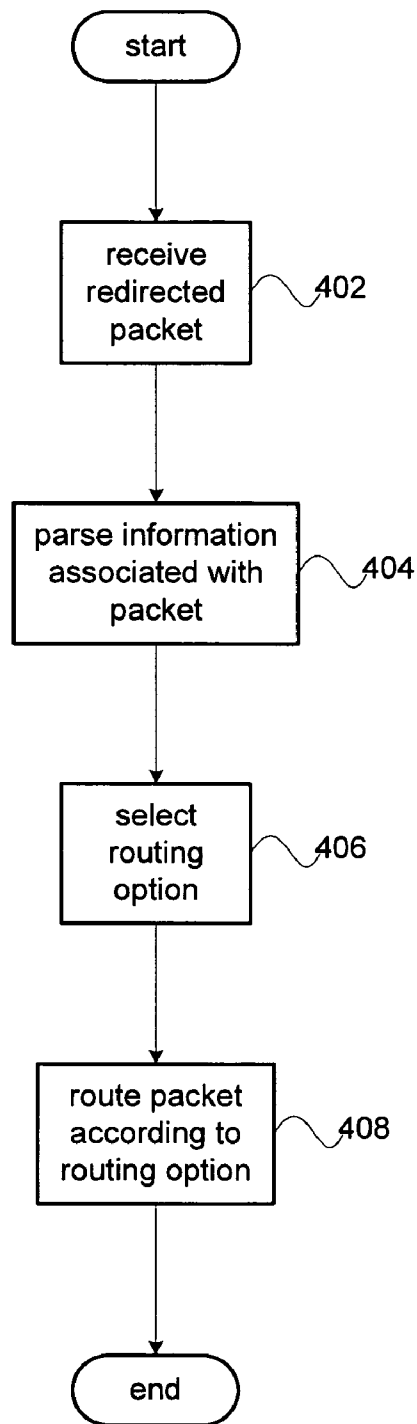 start
receive
redirected
packet
402
parse information
associated with
packet
404
select
routing
option
406
route packet
according to
routing option
408
end